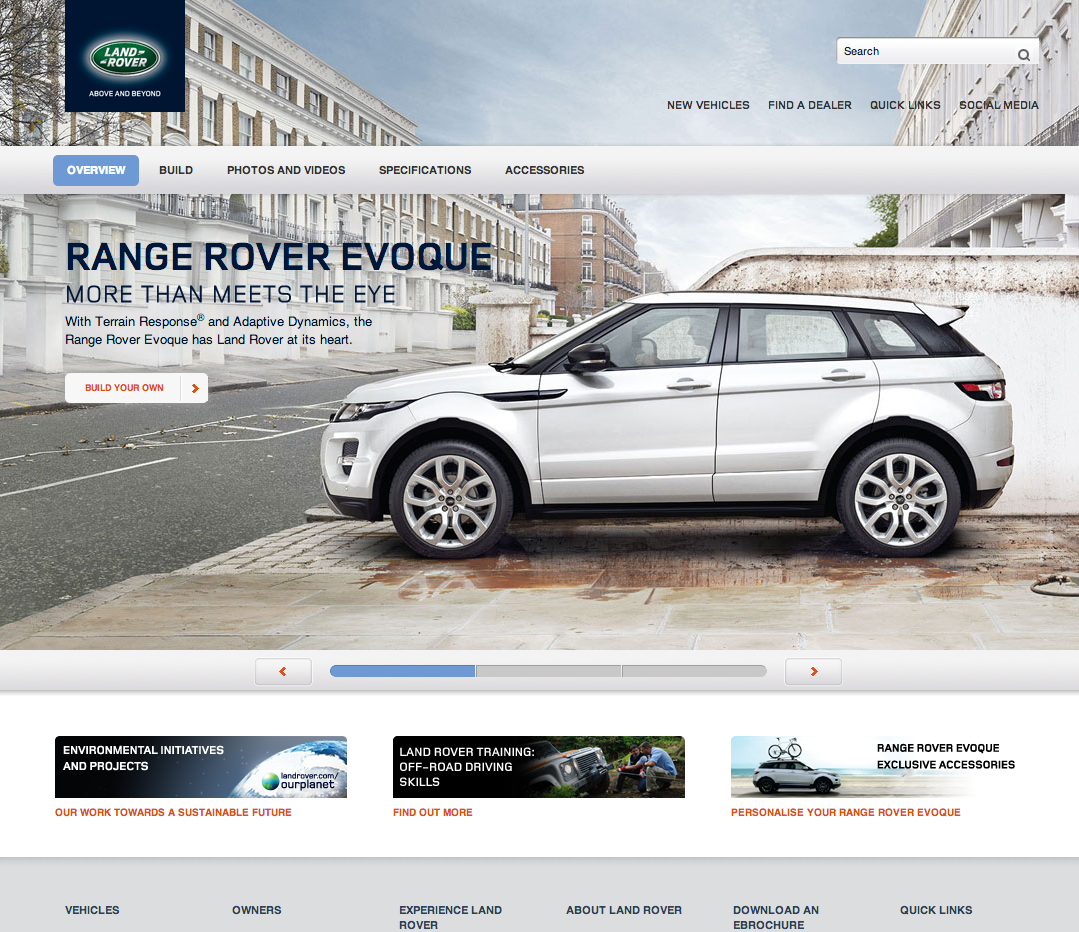 LAND-
ROVER
ABOVE AND BEYOND
Search
NEW VEHICLES FIND A DEALER QUICK LINKS SOCIAL MEDIA
OVERVIEW BUILD PHOTOS AND VIDEOS SPECIFICATIONS ACCESSORIES
RANGE ROVER EVOQUE
MORE THAN MEETS THE EYE
With Terrain Response® and Adaptive Dynamics, the
Range Rover Evoque has Land Rover at its heart.
BUILD YOUR OWN
ENVIRONMENTAL INITIATIVES
AND PROJECTS
landrover.com/
ourplanet
OUR WORK TOWARDS A SUSTAINABLE FUTURE
LAND ROVER TRAINING:
OFF-ROAD DRIVING
SKILLS
FIND OUT MORE
RANGE ROVER EVOQUE
EXCLUSIVE ACCESSORIES
PERSONALISE YOUR RANGE ROVER EVOQUE
VEHICLES
OWNERS
EXPERIENCE LAND
ROVER
ABOUT LAND ROVER
DOWNLOAD AN
EBROCHURE
QUICK LINKS